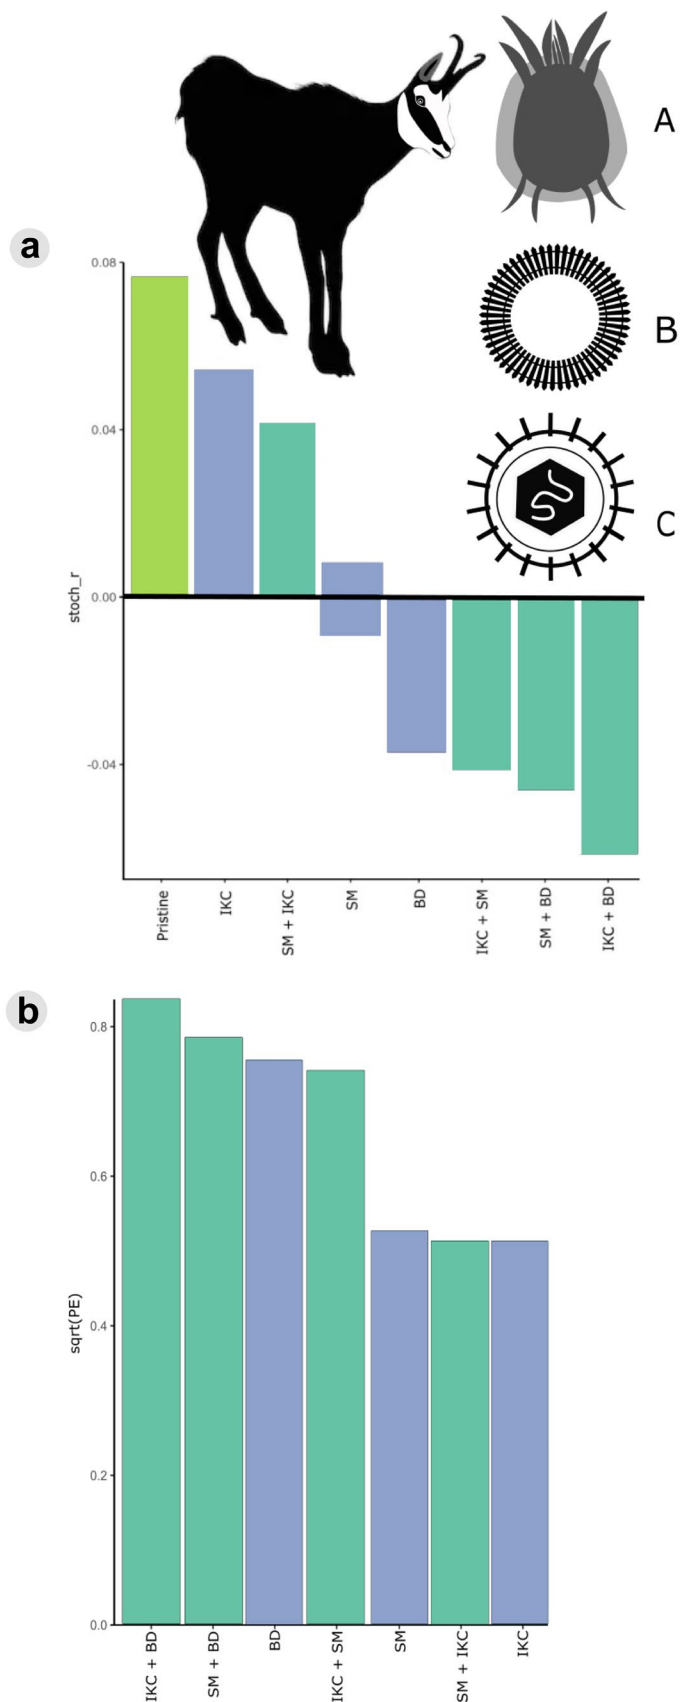 A
a
0.08
B
0.04
C
stoch_r
0.00
-0.04
Pristine
IKC
SM + IKC
SM
BD
IKC + SM
SM + BD
IKC + BD
b
0.8
0.6
0.4
sqrt(PE)
0.2
0.0
IKC + BD
SM + BD
BD
IKC + SM
SM
SM + IKC
IKC